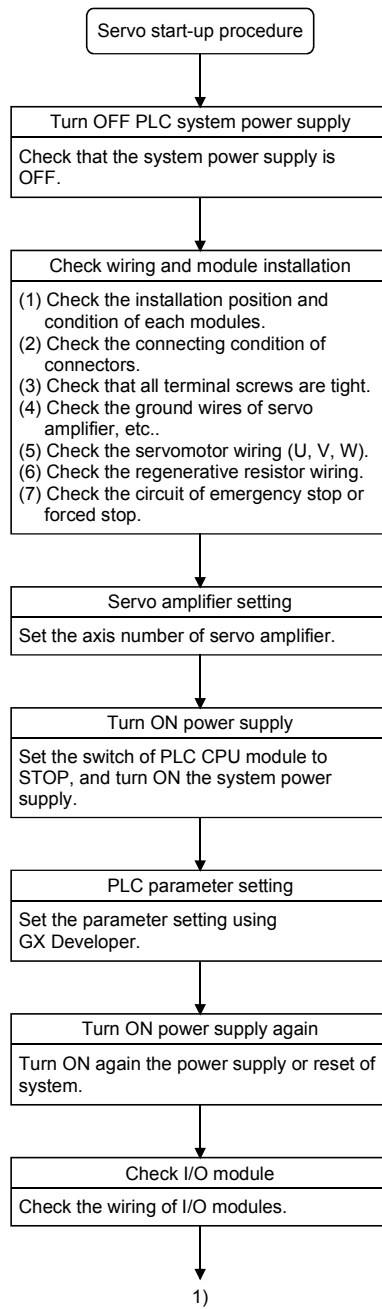 Servo start-up procedure
Turn OFF PLC system power supply
Check that the system power supply is
OFF.
Check wiring and module installation
(1) Check the installation position and
condition of each modules.
(2) Check the connecting condition of
connectors.
(3) Check that all terminal screws are tight.
(4) Check the ground wires of servo
amplifier, etc..
(5) Check the servomotor wiring (U, V, W).
(6) Check the regenerative resistor wiring.
(7) Check the circuit of emergency stop or
forced stop.
Servo amplifier setting
Set the axis number of servo amplifier.
Turn ON power supply
Set the switch of PLC CPU module to
STOP, and turn ON the system power
supply.
PLC parameter setting
Set the parameter setting using
GX Developer.
Turn ON power supply again
Turn ON again the power supply or reset of
system.
Check I/O module
Check the wiring of I/O modules.
1)